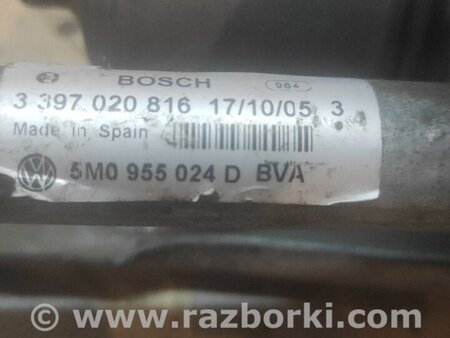 BOSCH 964
3 397 020 816 17/10/05 3
Made in Spain
5M0 955 024 D BVA
© www.razborki.com